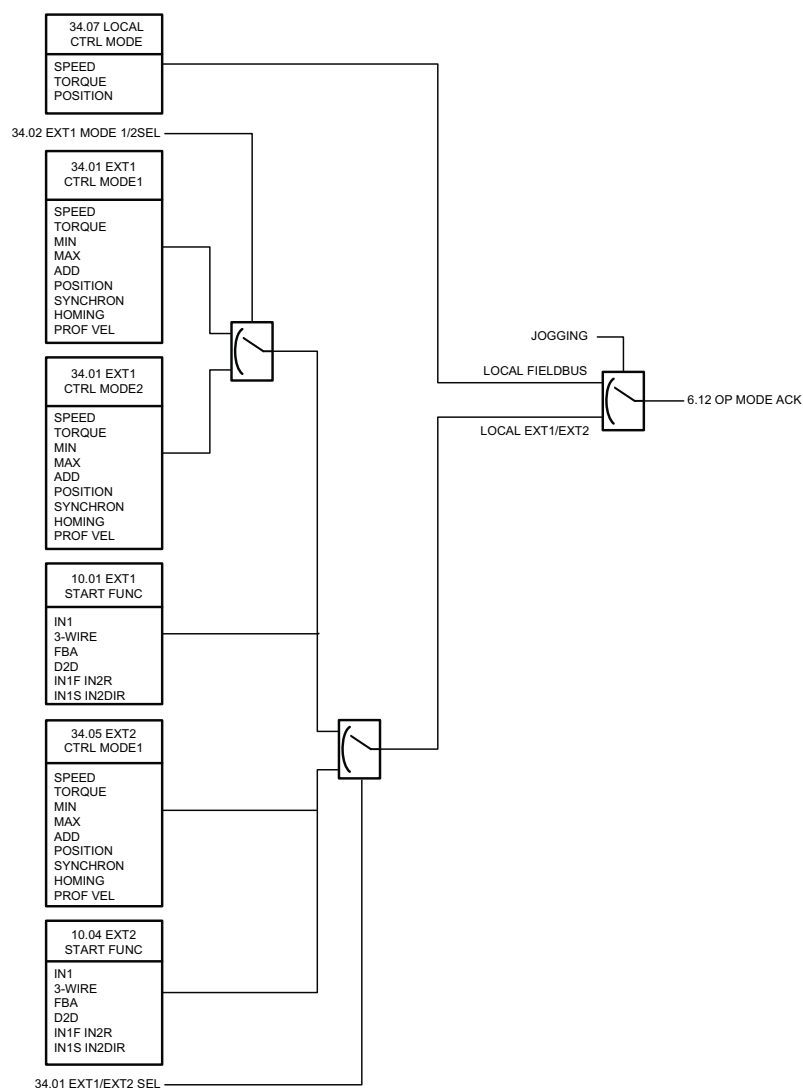 34.07 LOCAL
CTRL MODE
SPEED
TORQUE
POSITION
34.02 EXT1 MODE 1/2SEL
34.01 EXT1
CTRL MODE1
SPEED
TORQUE
MIN
MAX
ADD
POSITION
SYNCHRON
HOMING
PROF VEL
34.01 EXT1
CTRL MODE2
SPEED
TORQUE
MIN
MAX
ADD
POSITION
SYNCHRON
HOMING
PROF VEL
JOGGING
LOCAL FIELDBUS
6.12 OP MODE ACK
LOCAL EXT1/EXT2
10.01 EXT1
START FUNC
IN1
3-WIRE
FBA
D2D
IN1F IN2R
IN1S IN2DIR
34.05 EXT2
CTRL MODE1
SPEED
TORQUE
MIN
MAX
ADD
POSITION
SYNCHRON
HOMING
PROF VEL
10.04 EXT2
START FUNC
IN1
3-WIRE
FBA
D2D
IN1F IN2R
IN1S IN2DIR
34.01 EXT1/EXT2 SEL